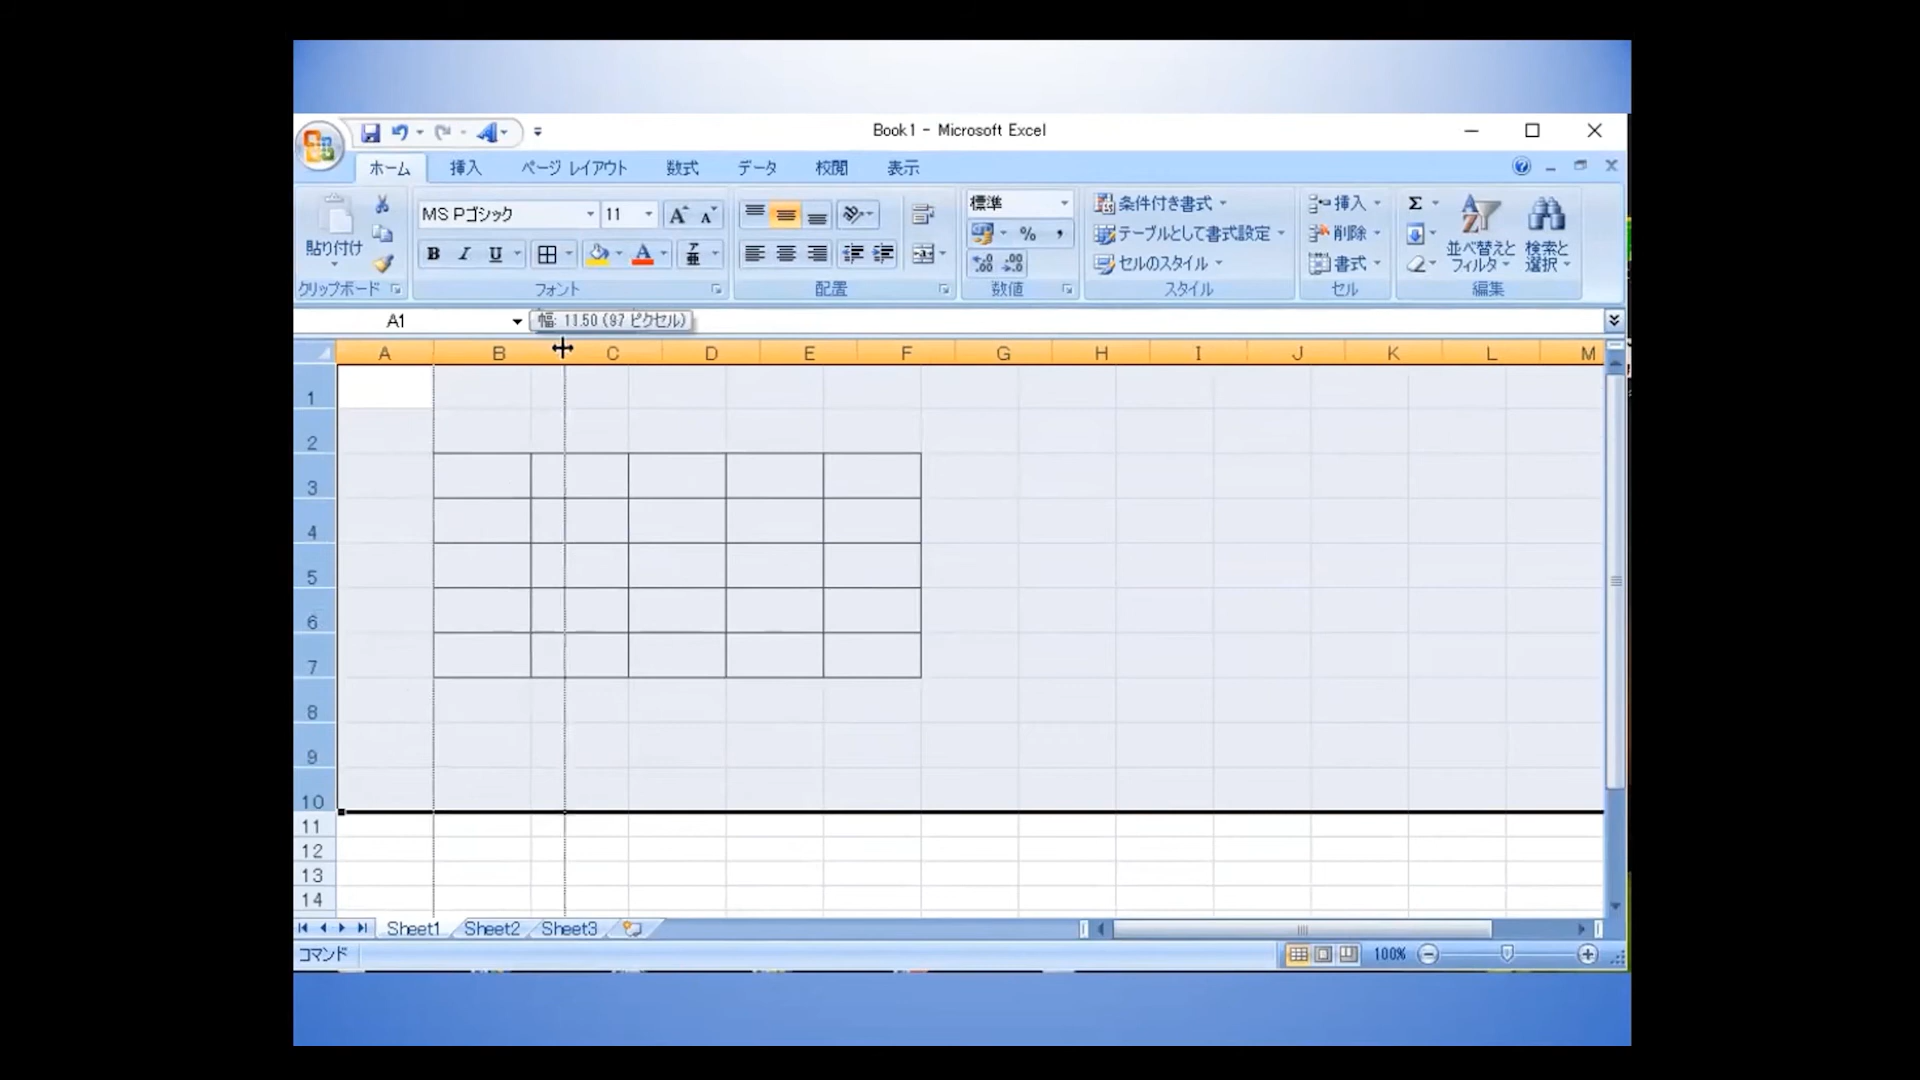 Book1 - Microsoft Excel
ホーム 挿入 ページ レイアウト 数式 データ 校閲 表示
MS Pゴシック 11 標準 条件付き書式 挿入 Σ
貼り付け B I U A ア亜 % , テーブルとして書式設定 削除 並べ替えと 検索と
セルのスタイル 書式 フィルタ 選択
クリップボード フォント 配置 数値 スタイル セル 編集
A1 幅: 11.50 (97 ピクセル)
A B C D E F G H I J K L M
1
2
3
4
5
6
7
8
9
10
11
12
13
14
Sheet1 Sheet2 Sheet3
コマンド 100%